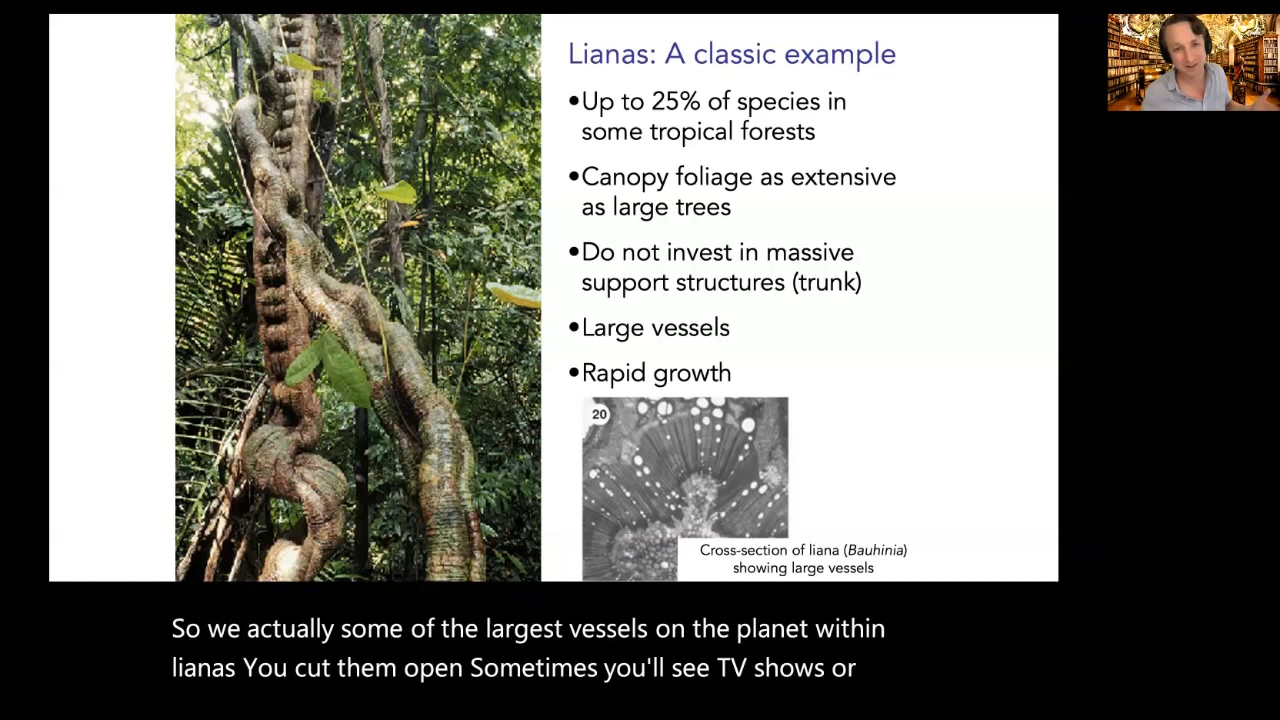 Lianas: A classic example
•Up to 25% of species in
some tropical forests
•Canopy foliage as extensive
as large trees
•Do not invest in massive
support structures (trunk)
•Large vessels
•Rapid growth
20
Cross-section of liana (Bauhinia)
showing large vessels
So we actually some of the largest vessels on the planet within
lianas You cut them open Sometimes you'll see TV shows or